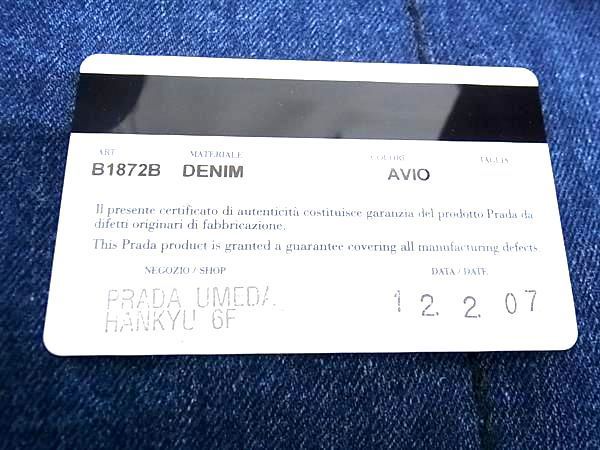 ART MATERIALE COLORE TAGLIA
B1872B DENIM AVIO
Il presente certificato di autenticità costituisce garanzia del prodotto Prada da
difetti originari di fabbricazione.
This Prada product is granted a guarantee covering all manufacturing defects.
NEGOZIO / SHOP DATA / DATE
PRADA UMEDA 12. 2. 07
HANKYU 6F